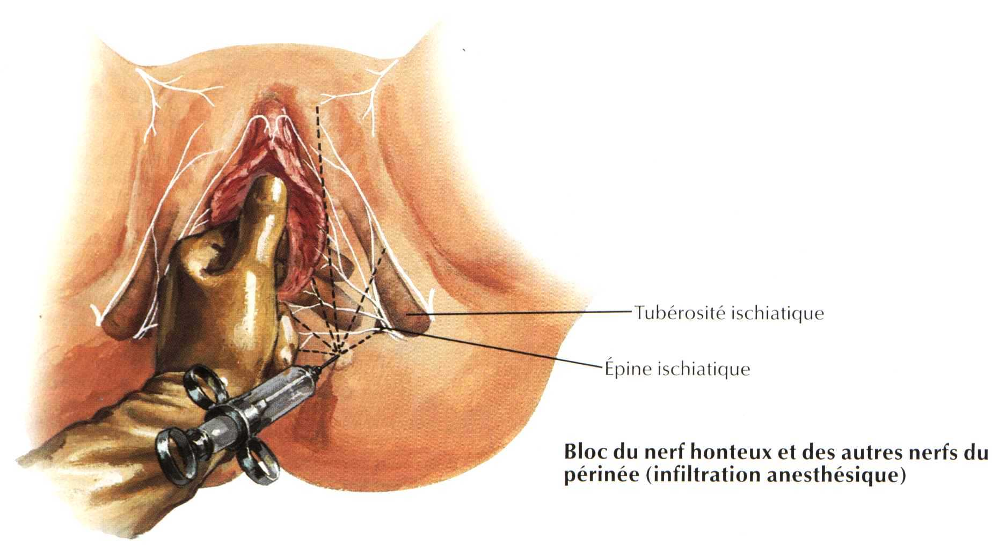 Tubérosité ischiatique
Épine ischiatique
Bloc du nerf honteux et des autres nerfs du
périnée (infiltration anesthésique)